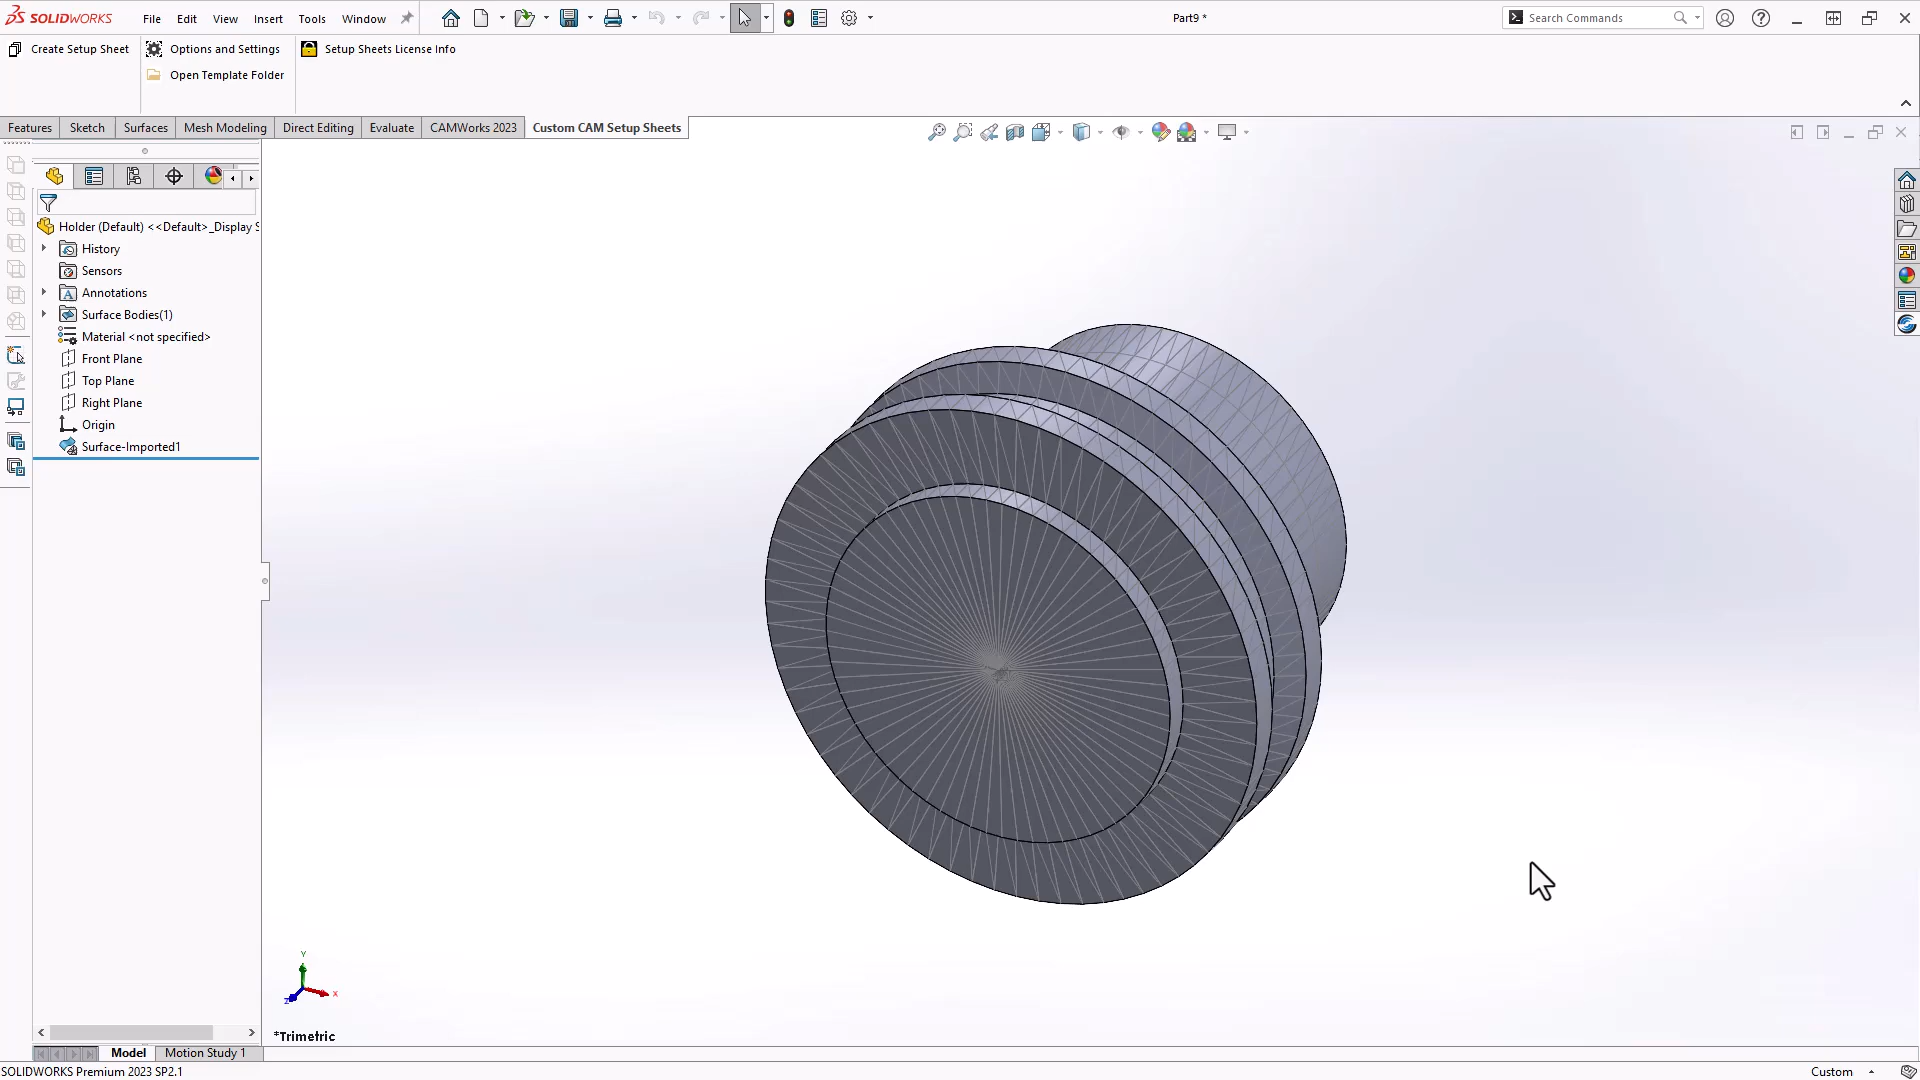 SOLIDWORKS File Edit View Insert Tools Window Part9 * Search Commands
Create Setup Sheet Options and Settings Setup Sheets License Info
Open Template Folder
Features Sketch Surfaces Mesh Modeling Direct Editing Evaluate CAMWorks 2023 Custom CAM Setup Sheets
Holder (Default) <<Default>_Display S
History
Sensors
Annotations
Surface Bodies(1)
Material <not specified>
Front Plane
Top Plane
Right Plane
Origin
Surface-Imported1
Y
X
Z
*Trimetric
Model Motion Study 1
SOLIDWORKS Premium 2023 SP2.1 Custom